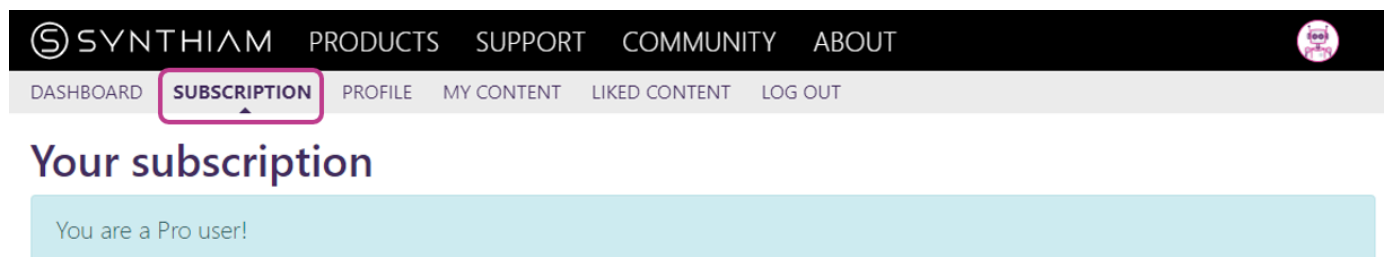 SYNTHIAM PRODUCTS SUPPORT COMMUNITY ABOUT
DASHBOARD SUBSCRIPTION PROFILE MY CONTENT LIKED CONTENT LOG OUT
Your subscription
You are a Pro user!